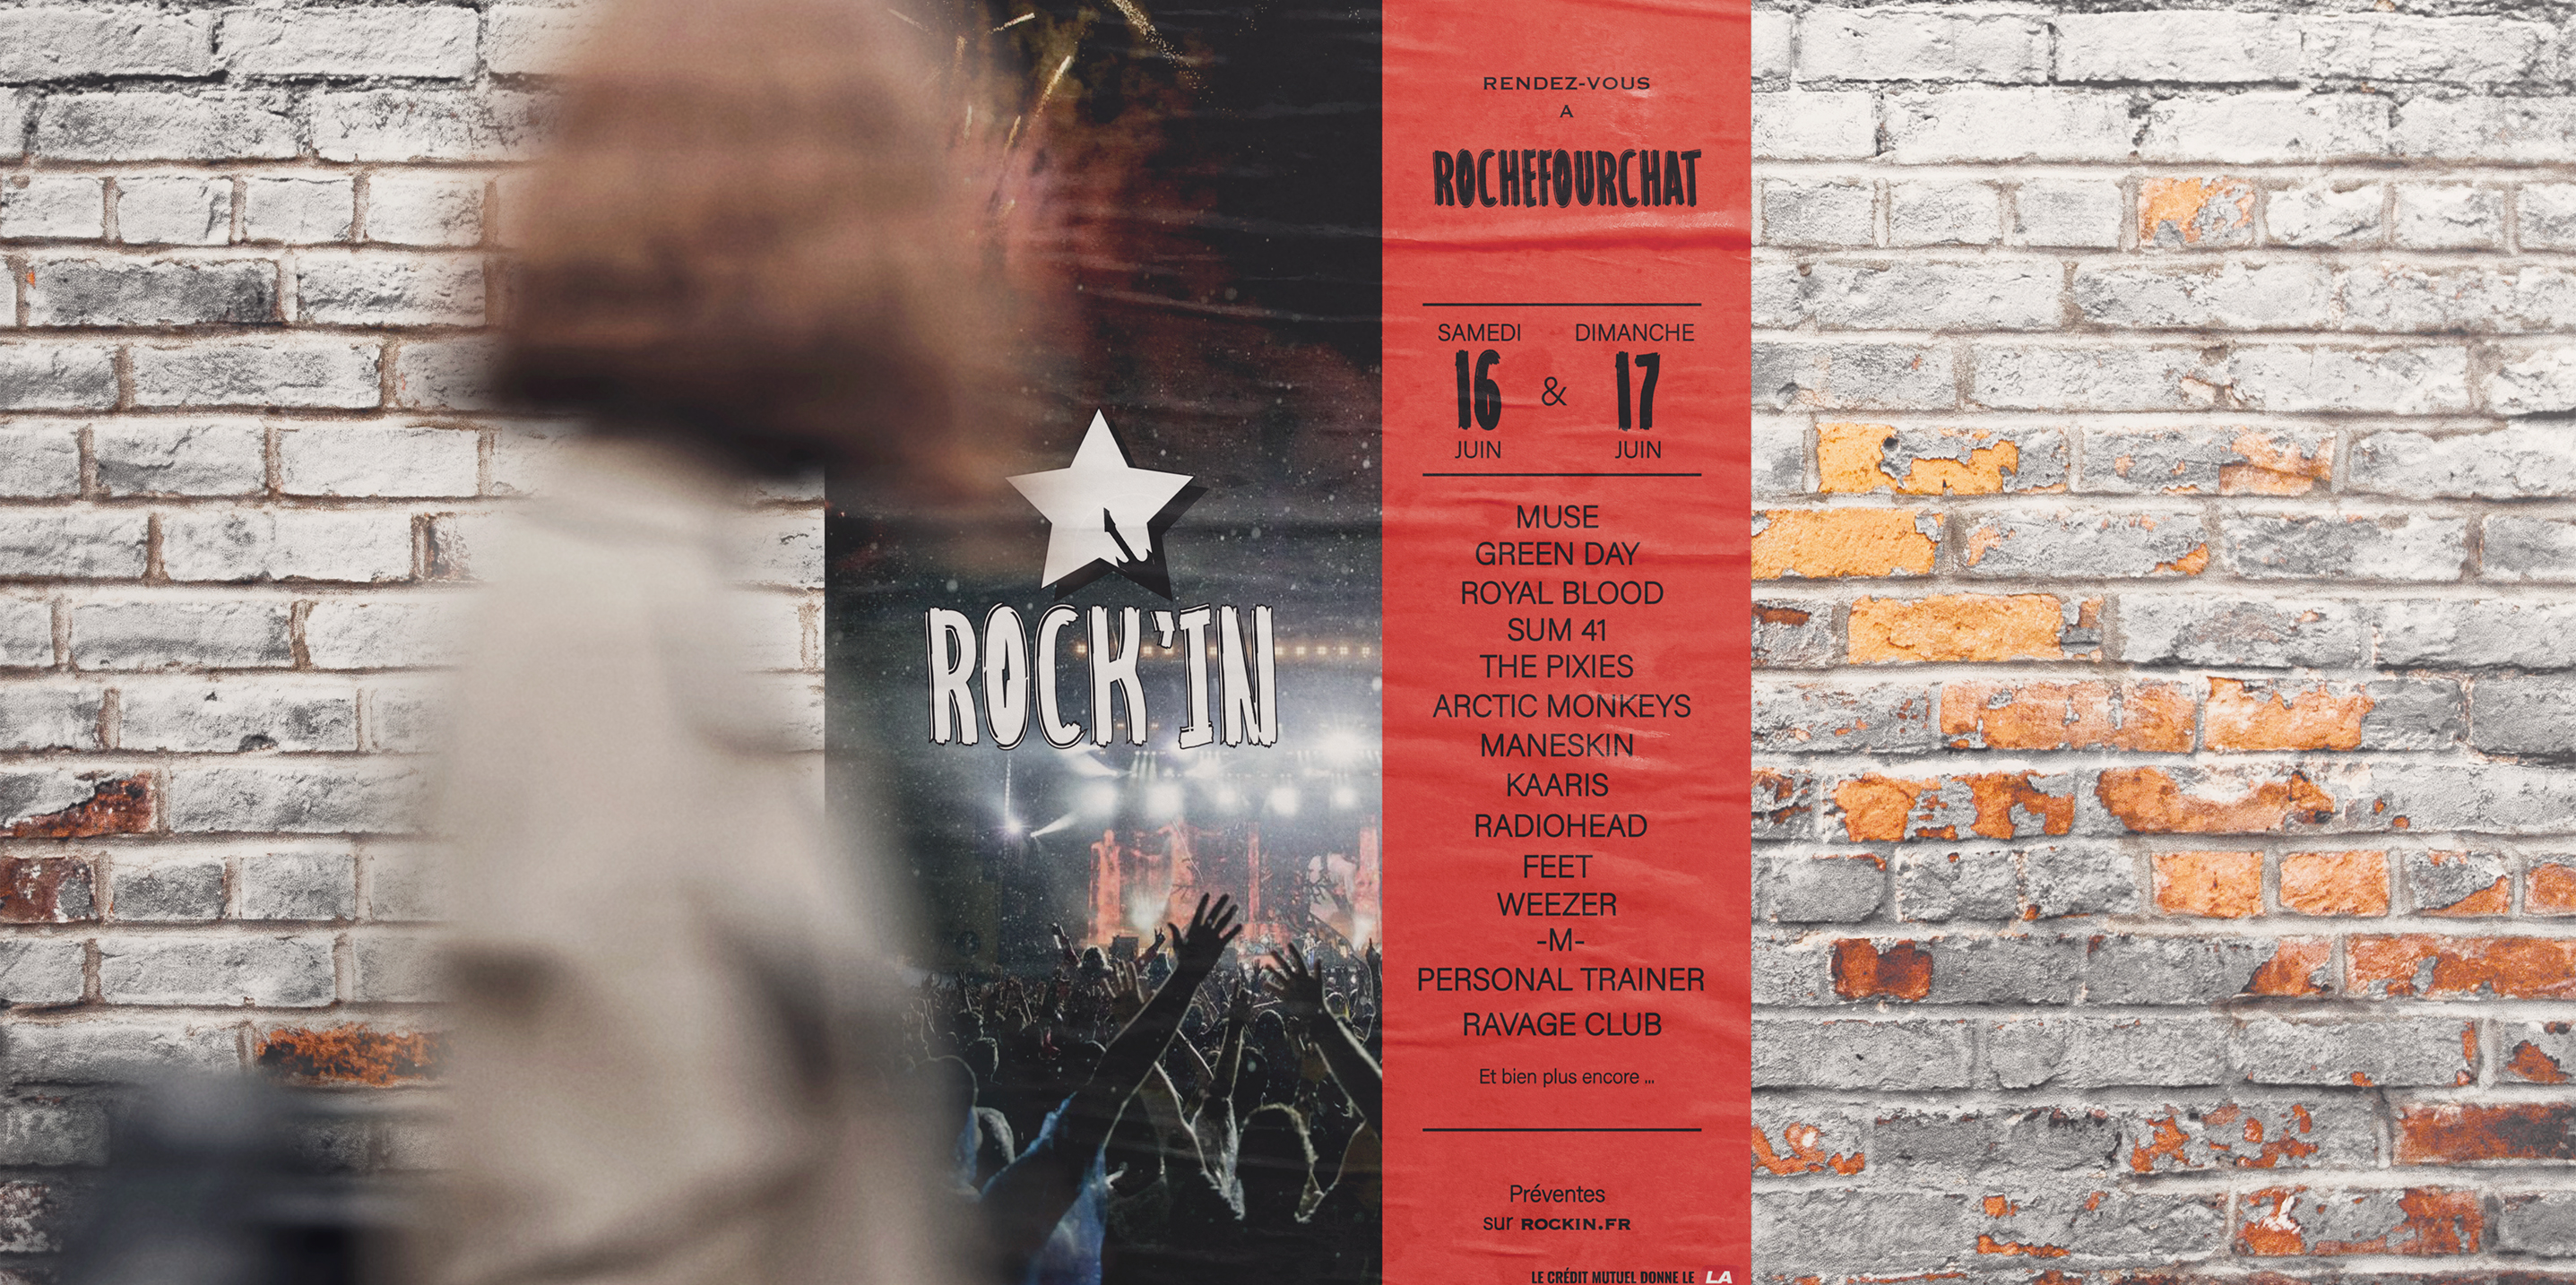 ROCK'IN
RENDEZ-VOUS
A
ROCHEFOURCHAT
SAMEDI
16
JUIN
&
DIMANCHE
17
JUIN
MUSE
GREEN DAY
ROYAL BLOOD
SUM 41
THE PIXIES
ARCTIC MONKEYS
MANESKIN
KAARIS
RADIOHEAD
FEET
WEEZER
-M-
PERSONAL TRAINER
RAVAGE CLUB
Et bien plus encore ...
Préventes
sur ROCKIN.FR
LE CRÉDIT MUTUEL DONNE LE LA